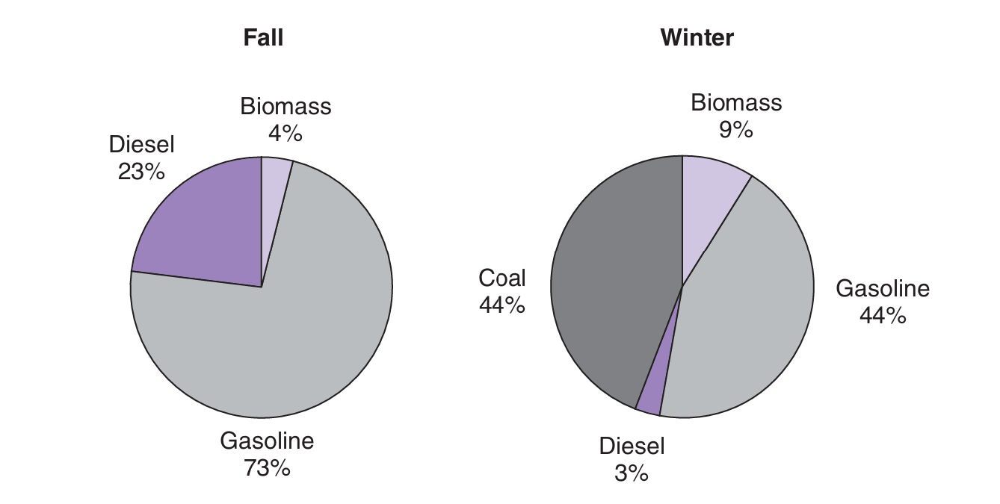 Fall
Biomass
4%
Diesel
23%
Gasoline
73%
Winter
Biomass
9%
Coal
44%
Gasoline
44%
Diesel
3%